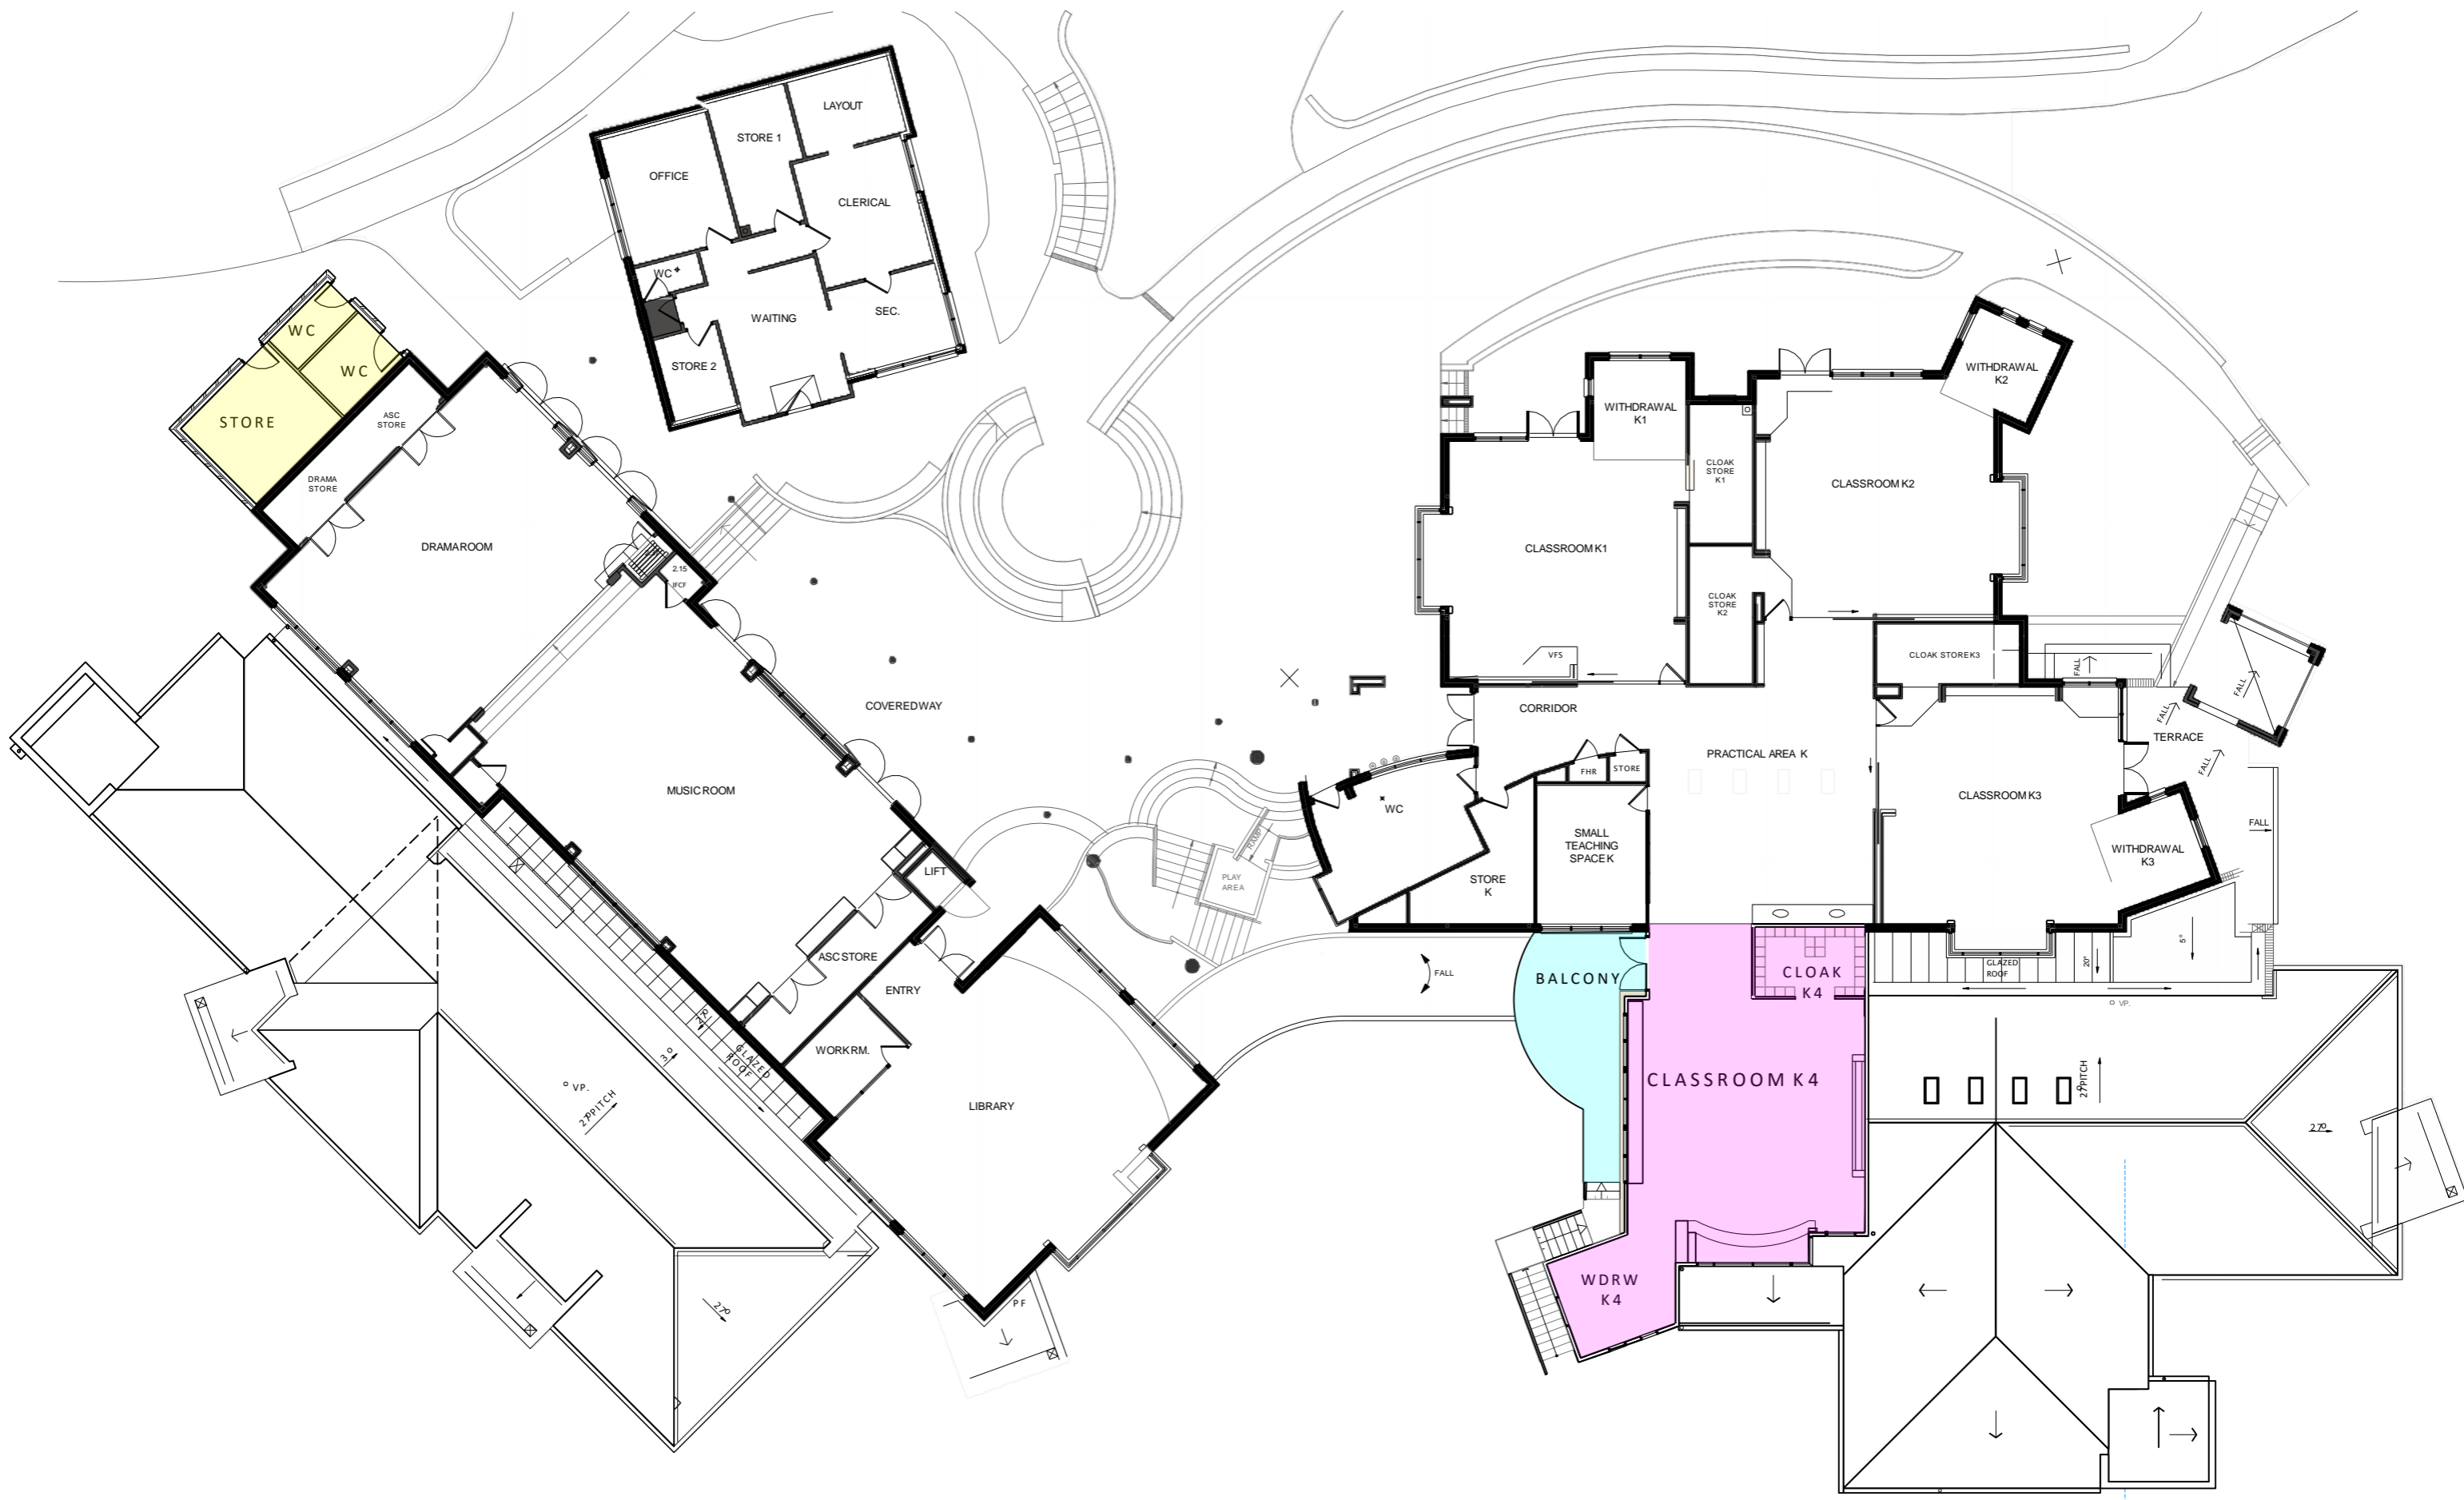 LAYOUT
STORE 1
OFFICE
CLERICAL
WC
WAITING
SEC.
STORE 2
WC
WC
STORE
ASC
STORE
DRAMA
STORE
DRAMA ROOM
2.15
IFCF
COVERED WAY
MUSIC ROOM
LIFT
ASC STORE
ENTRY
WORK RM.
LIBRARY
GLAZED
ROOF
3°
VP.
27° PITCH
27°
PF
WITHDRAWAL
K1
WITHDRAWAL
K2
CLOAK
STORE
K1
CLASSROOM K2
CLASSROOM K1
CLOAK
STORE
K2
VFS
CLOAK STORE K3
FALL
FALL
FALL
TERRACE
FALL
FALL
CORRIDOR
PRACTICAL AREA K
FHR
STORE
WC
SMALL
TEACHING
SPACE K
STORE
K
CLASSROOM K3
WITHDRAWAL
K3
RAMP
PLAY
AREA
FALL
BALCONY
CLOAK
K4
GLAZED
ROOF
20°
5°
VP.
CLASSROOM K4
27° PITCH
27°
WDRW
K4